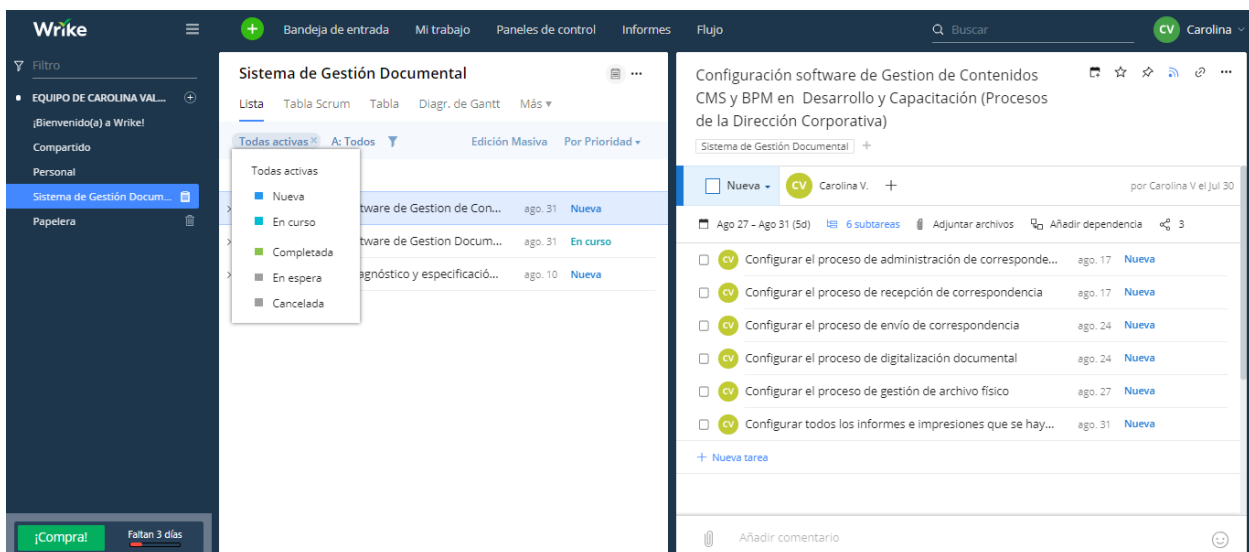 Wrike
Bandeja de entrada Mi trabajo Paneles de control Informes Flujo
Buscar
CV Carolina
Filtro
EQUIPO DE CAROLINA VAL...
¡Bienvenido(a) a Wrike!
Compartido
Personal
Sistema de Gestión Docum...
Papelera
¡Compra! Faltan 3 días
Sistema de Gestión Documental
Lista Tabla Scrum Tabla Diagr. de Gantt Más
Todas activas A: Todos Edición Masiva Por Prioridad
Todas activas
Nueva
En curso
Completada
En espera
Cancelada
tware de Gestion de Con... ago. 31 Nueva
tware de Gestion Docum... ago. 31 En curso
agnóstico y especificació... ago. 10 Nueva
Configuración software de Gestion de Contenidos
CMS y BPM en Desarrollo y Capacitación (Procesos
de la Dirección Corporativa)
Sistema de Gestión Documental +
Nueva CV Carolina V. + por Carolina V el Jul 30
Ago 27 – Ago 31 (5d) 6 subtareas Adjuntar archivos Añadir dependencia 3
CV Configurar el proceso de administración de corresponde... ago. 17 Nueva
CV Configurar el proceso de recepción de correspondencia ago. 17 Nueva
CV Configurar el proceso de envío de correspondencia ago. 24 Nueva
CV Configurar el proceso de digitalización documental ago. 24 Nueva
CV Configurar el proceso de gestión de archivo físico ago. 27 Nueva
CV Configurar todos los informes e impresiones que se hay... ago. 31 Nueva
+ Nueva tarea
Añadir comentario